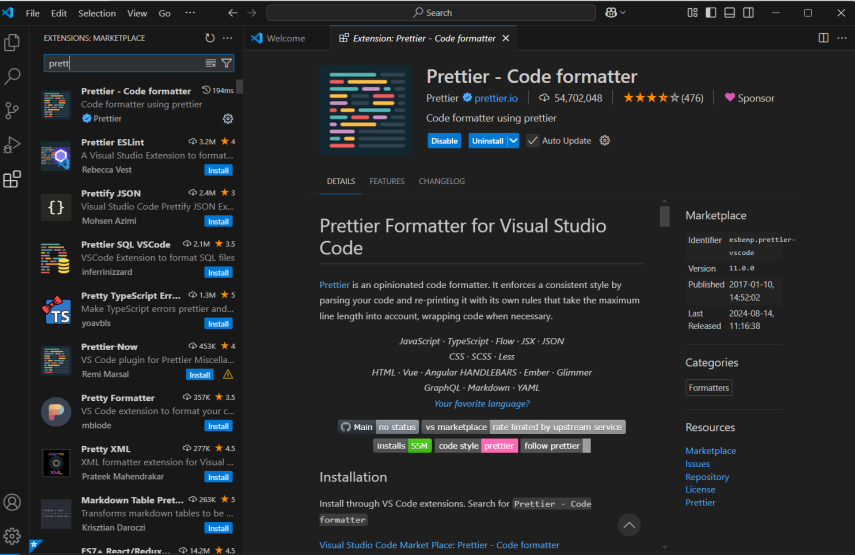 File Edit Selection View Go ··· Search
EXTENSIONS: MARKETPLACE
prett
Prettier - Code formatter 194ms
Code formatter using prettier
Prettier
Prettier ESLint 3.2M 4
A Visual Studio Extension to format...
Rebecca Vest Install
Prettify JSON 2.4M 3
Visual Studio Code Prettify JSON Ex...
Mohsen Azimi Install
Prettier SQL VSCode 2.1M 3.5
VSCode Extension to format SQL files
inferrinizzard Install
Pretty TypeScript Err... 1.3M 5
Make TypeScript errors prettier and...
yoavbls Install
Prettier Now 453K 4
VS Code plugin for Prettier Miscella...
Remi Marsal Install
Pretty Formatter 357K 3.5
VS Code extension to format your c...
mblode Install
Pretty XML 277K 4.5
XML formatter extension for Visual ...
Prateek Mahendrakar Install
Markdown Table Pret... 263K 5
Transforms markdown tables to be ...
Krisztian Daroczi Install
ES7+ React/Redux... 14.2M 4.5
Welcome
Extension: Prettier - Code formatter
Prettier - Code formatter
Prettier prettier.io 54,702,048 (476) Sponsor
Code formatter using prettier
Disable Uninstall Auto Update
DETAILS FEATURES CHANGELOG
Prettier Formatter for Visual Studio
Code
Prettier is an opinionated code formatter. It enforces a consistent style by
parsing your code and re-printing it with its own rules that take the maximum
line length into account, wrapping code when necessary.
JavaScript · TypeScript · Flow · JSX · JSON
CSS · SCSS · Less
HTML · Vue · Angular HANDLEBARS · Ember · Glimmer
GraphQL · Markdown · YAML
Your favorite language?
Main no status vs marketplace rate limited by upstream service
installs 55M code style prettier follow prettier
Installation
Install through VS Code extensions. Search for Prettier - Code
formatter
Visual Studio Code Market Place: Prettier - Code formatter
Marketplace
Identifier esbenp.prettier-
vscode
Version 11.0.0
Published 2017-01-10,
14:52:02
Last 2024-08-14,
Released 11:16:38
Categories
Formatters
Resources
Marketplace
Issues
Repository
License
Prettier